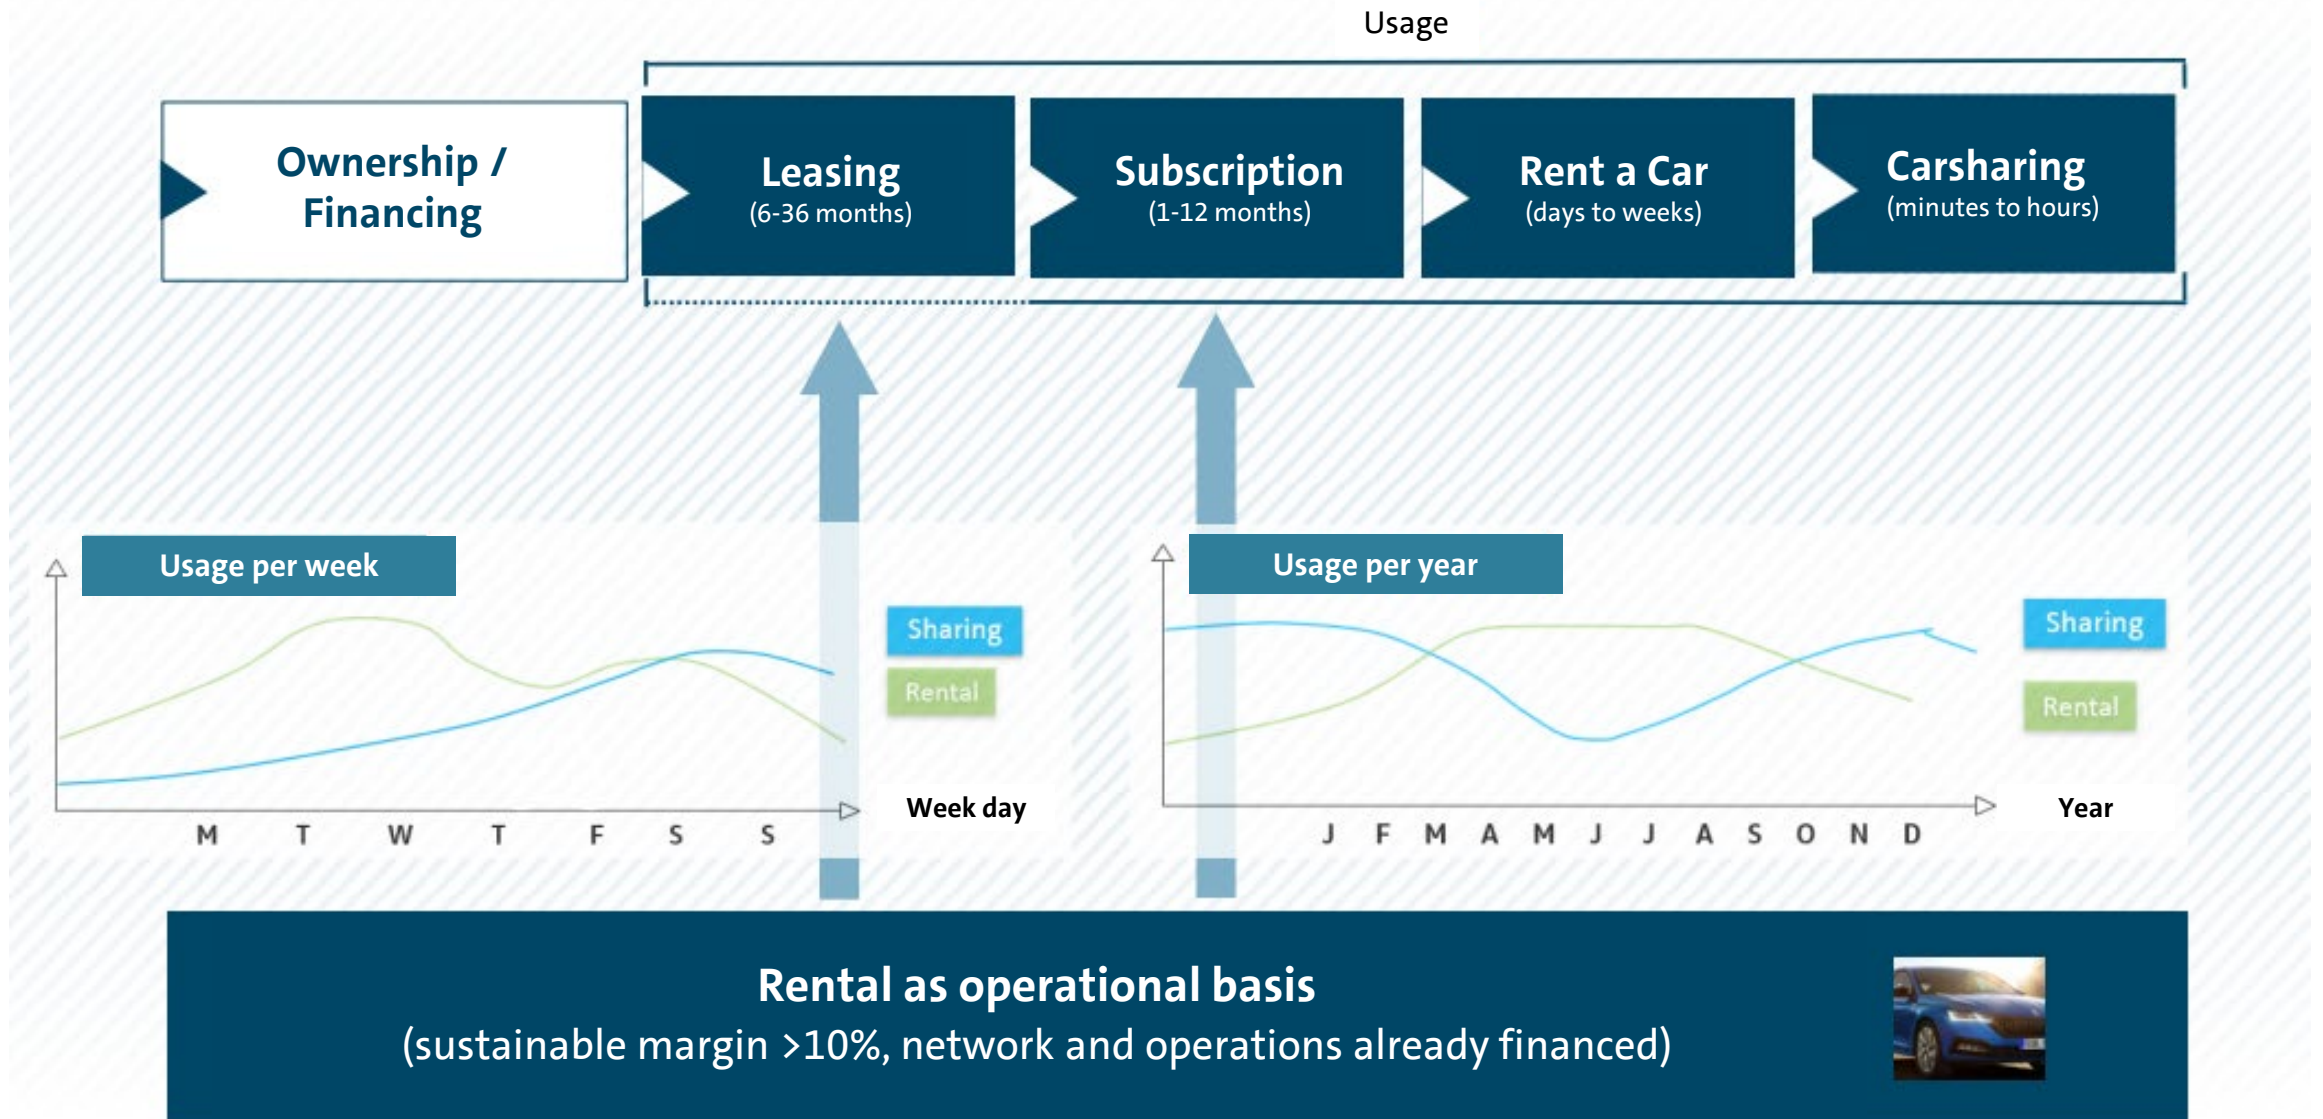 Usage
Ownership /
Financing
Leasing
(6-36 months)
Subscription
(1-12 months)
Rent a Car
(days to weeks)
Carsharing
(minutes to hours)
Usage per week
Sharing
Rental
Week day
M T W T F S S
Usage per year
Sharing
Rental
Year
J F M A M J J A S O N D
Rental as operational basis
(sustainable margin >10%, network and operations already financed)